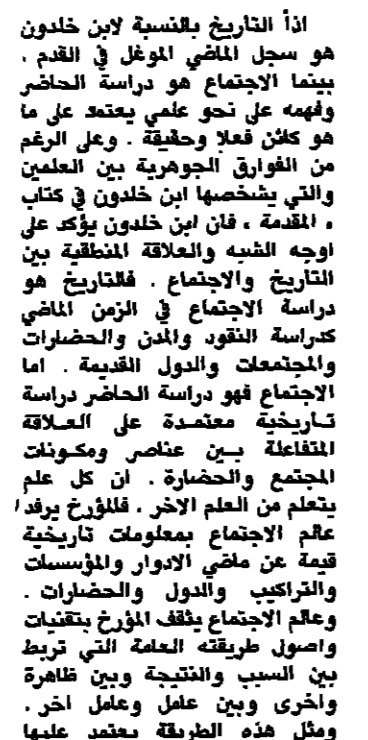 اذاً التاريخ بالنسبة لابن خلدون
هو سجل الماضي الموغل في القدم ،
بينما الاجتماع هو دراسة الحاضر
وفهمه على نحو علمي يعتمد على ما
هو كائن فعلا وحقيقة . وعلى الرغم
من الفوارق الجوهرية بين العلمين
والتي يشخصها ابن خلدون في كتاب
، المقدمة ، فان ابن خلدون يؤكد على
اوجه الشبه والعلاقة المنطقية بين
التاريخ والاجتماع . فالتاريخ هو
دراسة الاجتماع في الزمن الماضي
كدراسة النقود والمدن والحضارات
والمجتمعات والدول القديمة . اما
الاجتماع فهو دراسة الحاضر دراسة
تاريخية معتمدة على العلاقة
المتفاعلة بين عناصر ومكونات
المجتمع والحضارة . ان كل علم
يتعلم من العلم الاخر . فالمؤرخ يرفد
عالم الاجتماع بمعلومات تاريخية
قيمة عن ماضي الادوار والمؤسسات
والتراكيب والدول والحضارات .
وعالم الاجتماع يثقف المؤرخ بتقنيات
واصول طريقته العامة التي تربط
بين السبب والنتيجة وبين ظاهرة
واخرى وبين عامل وعامل اخر .
ومثل هذه الطريقة يعتمد عليها